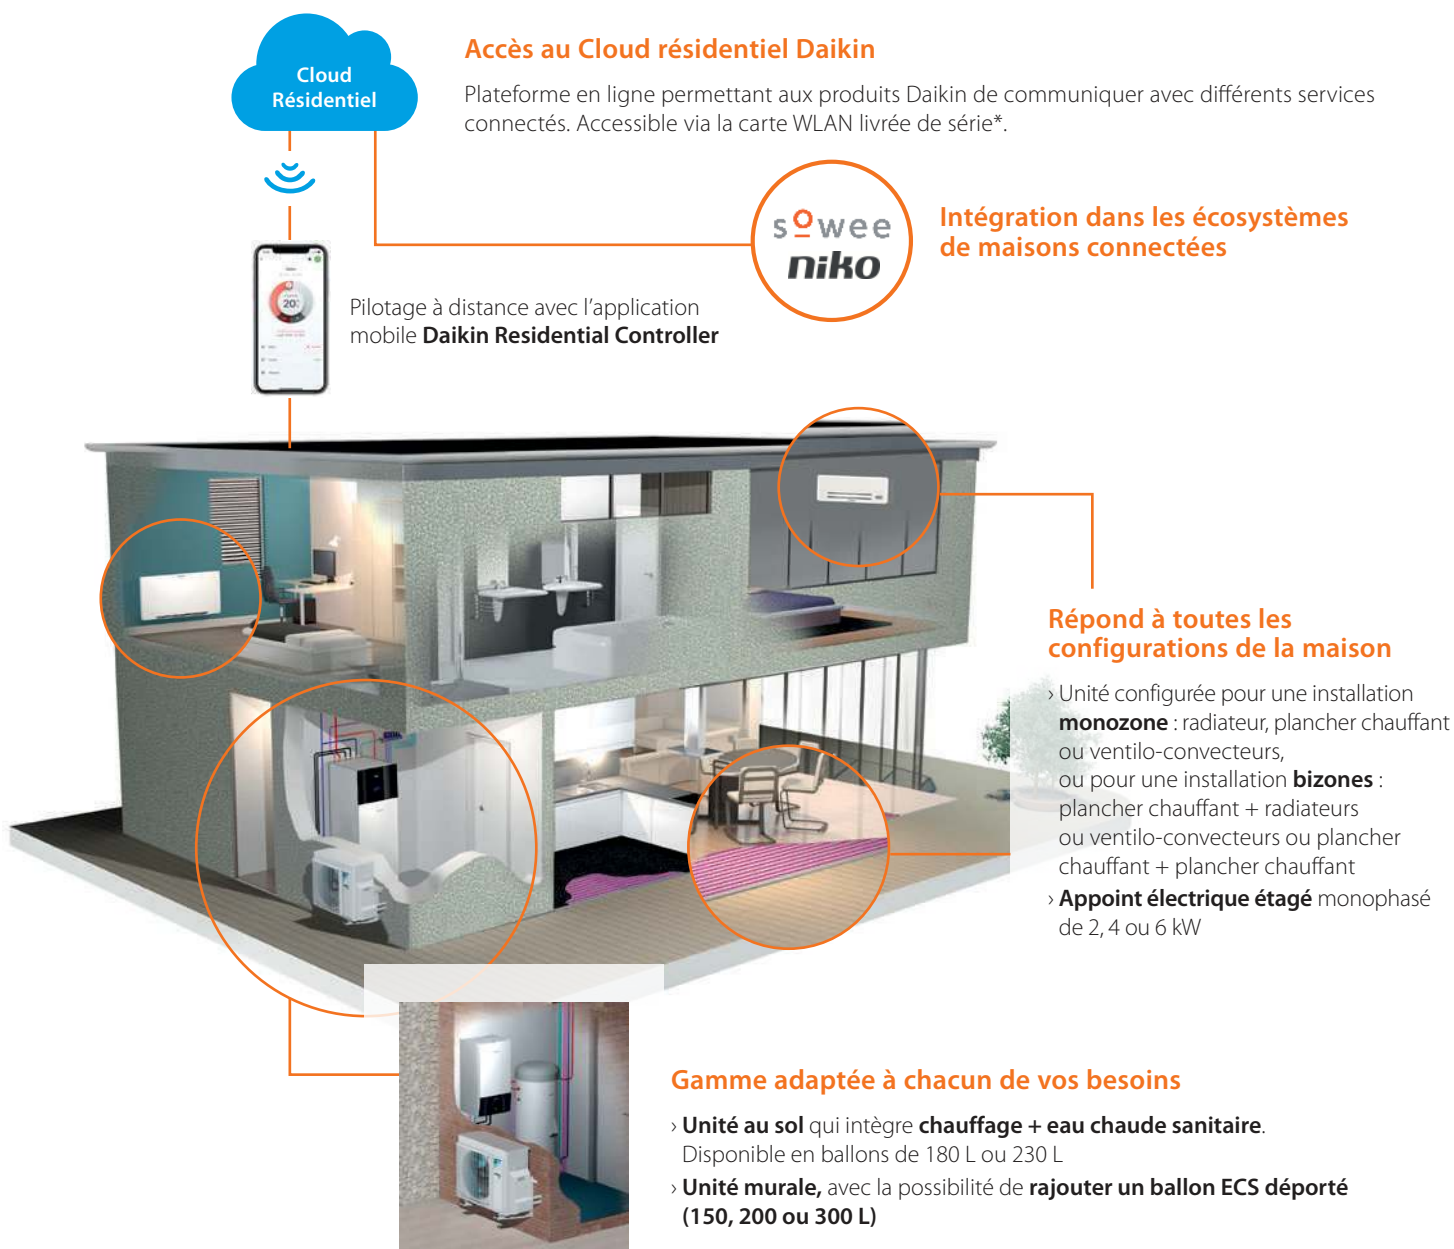 Cloud
Résidentiel
Accès au Cloud résidentiel Daikin
Plateforme en ligne permettant aux produits Daikin de communiquer avec différents services
connectés. Accessible via la carte WLAN livrée de série*.
sowee
niko
Intégration dans les écosystèmes
de maisons connectées
20
Pilotage à distance avec l'application
mobile Daikin Residential Controller
Répond à toutes les
configurations de la maison
› Unité configurée pour une installation
monozone : radiateur, plancher chauffant
ou ventilo-convecteurs,
ou pour une installation bizones :
plancher chauffant + radiateurs
ou ventilo-convecteurs ou plancher
chauffant + plancher chauffant
› Appoint électrique étagé monophasé
de 2, 4 ou 6 kW
Gamme adaptée à chacun de vos besoins
› Unité au sol qui intègre chauffage + eau chaude sanitaire.
Disponible en ballons de 180 L ou 230 L
› Unité murale, avec la possibilité de rajouter un ballon ECS déporté
(150, 200 ou 300 L)